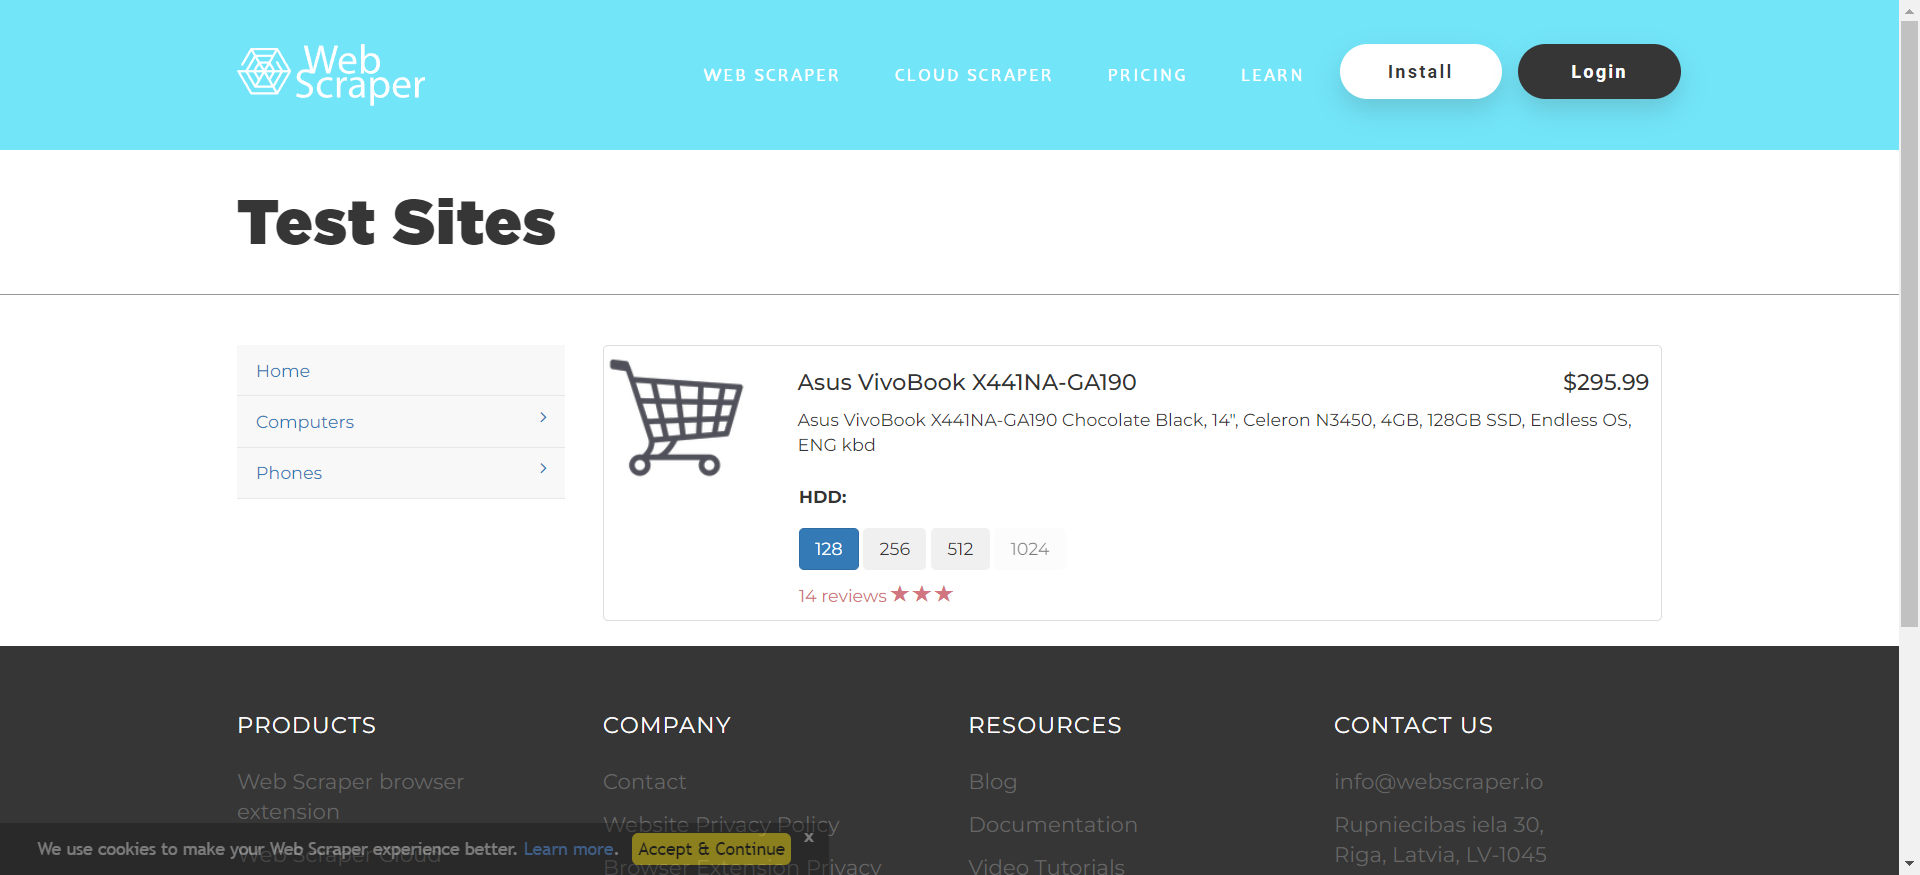 Web Scraper
WEB SCRAPER
CLOUD SCRAPER
PRICING
LEARN
Install
Login
Test Sites
Home
Computers
Phones
Asus VivoBook X441NA-GA190
$295.99
Asus VivoBook X441NA-GA190 Chocolate Black, 14", Celeron N3450, 4GB, 128GB SSD, Endless OS,
ENG kbd
HDD:
128
256
512
1024
14 reviews
PRODUCTS
Web Scraper browser
extension
Web Scraper Cloud
COMPANY
Contact
Website Privacy Policy
Browser Extension Privacy
RESOURCES
Blog
Documentation
Video Tutorials
CONTACT US
info@webscraper.io
Rupniecibas iela 30,
Riga, Latvia, LV-1045
We use cookies to make your Web Scraper experience better. Learn more.
Accept & Continue
x